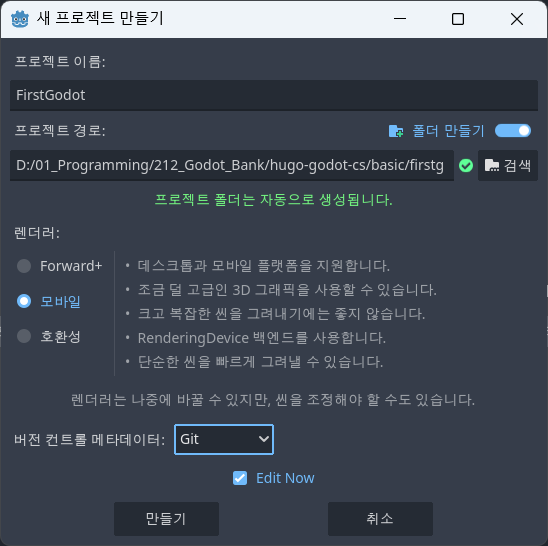 새 프로젝트 만들기
프로젝트 이름:
FirstGodot
프로젝트 경로:
폴더 만들기
D:/01_Programming/212_Godot_Bank/hugo-godot-cs/basic/firstg
검색
프로젝트 폴더는 자동으로 생성됩니다.
렌더러:
Forward+
모바일
호환성
• 데스크톱과 모바일 플랫폼을 지원합니다.
• 조금 덜 고급인 3D 그래픽을 사용할 수 있습니다.
• 크고 복잡한 씬을 그려내기에는 좋지 않습니다.
• RenderingDevice 백엔드를 사용합니다.
• 단순한 씬을 빠르게 그려낼 수 있습니다.
렌더러는 나중에 바꿀 수 있지만, 씬을 조정해야 할 수도 있습니다.
버전 컨트롤 메타데이터:
Git
Edit Now
만들기
취소